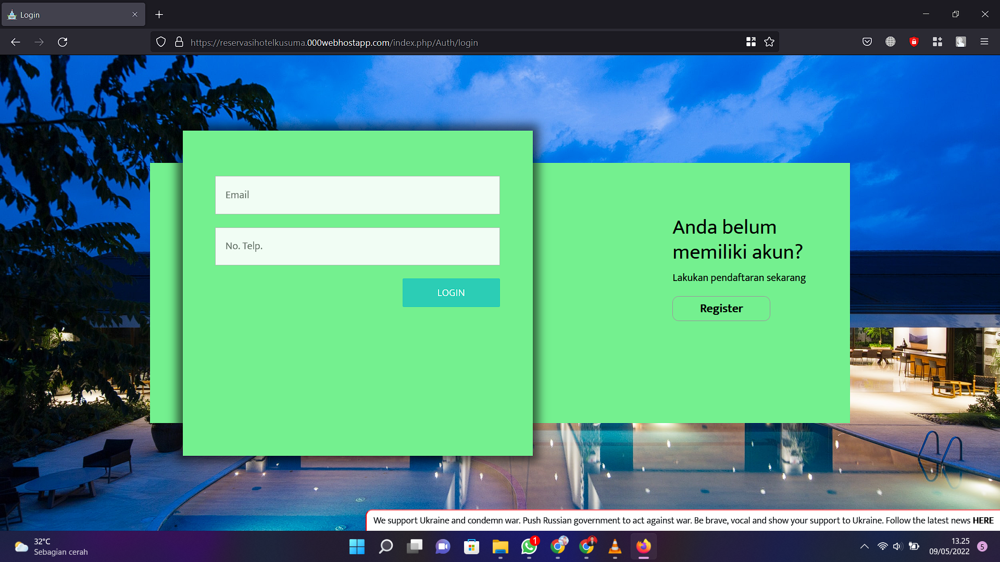 Login
https://reservasihotelkusuma.000webhostapp.com/index.php/Auth/login
Email
No. Telp.
LOGIN
Anda belum
memiliki akun?
Lakukan pendaftaran sekarang
Register
We support Ukraine and condemn war. Push Russian government to act against war. Be brave, vocal and show your support to Ukraine. Follow the latest news HERE
32°C
Sebagian cerah
1
13.25
09/05/2022
5